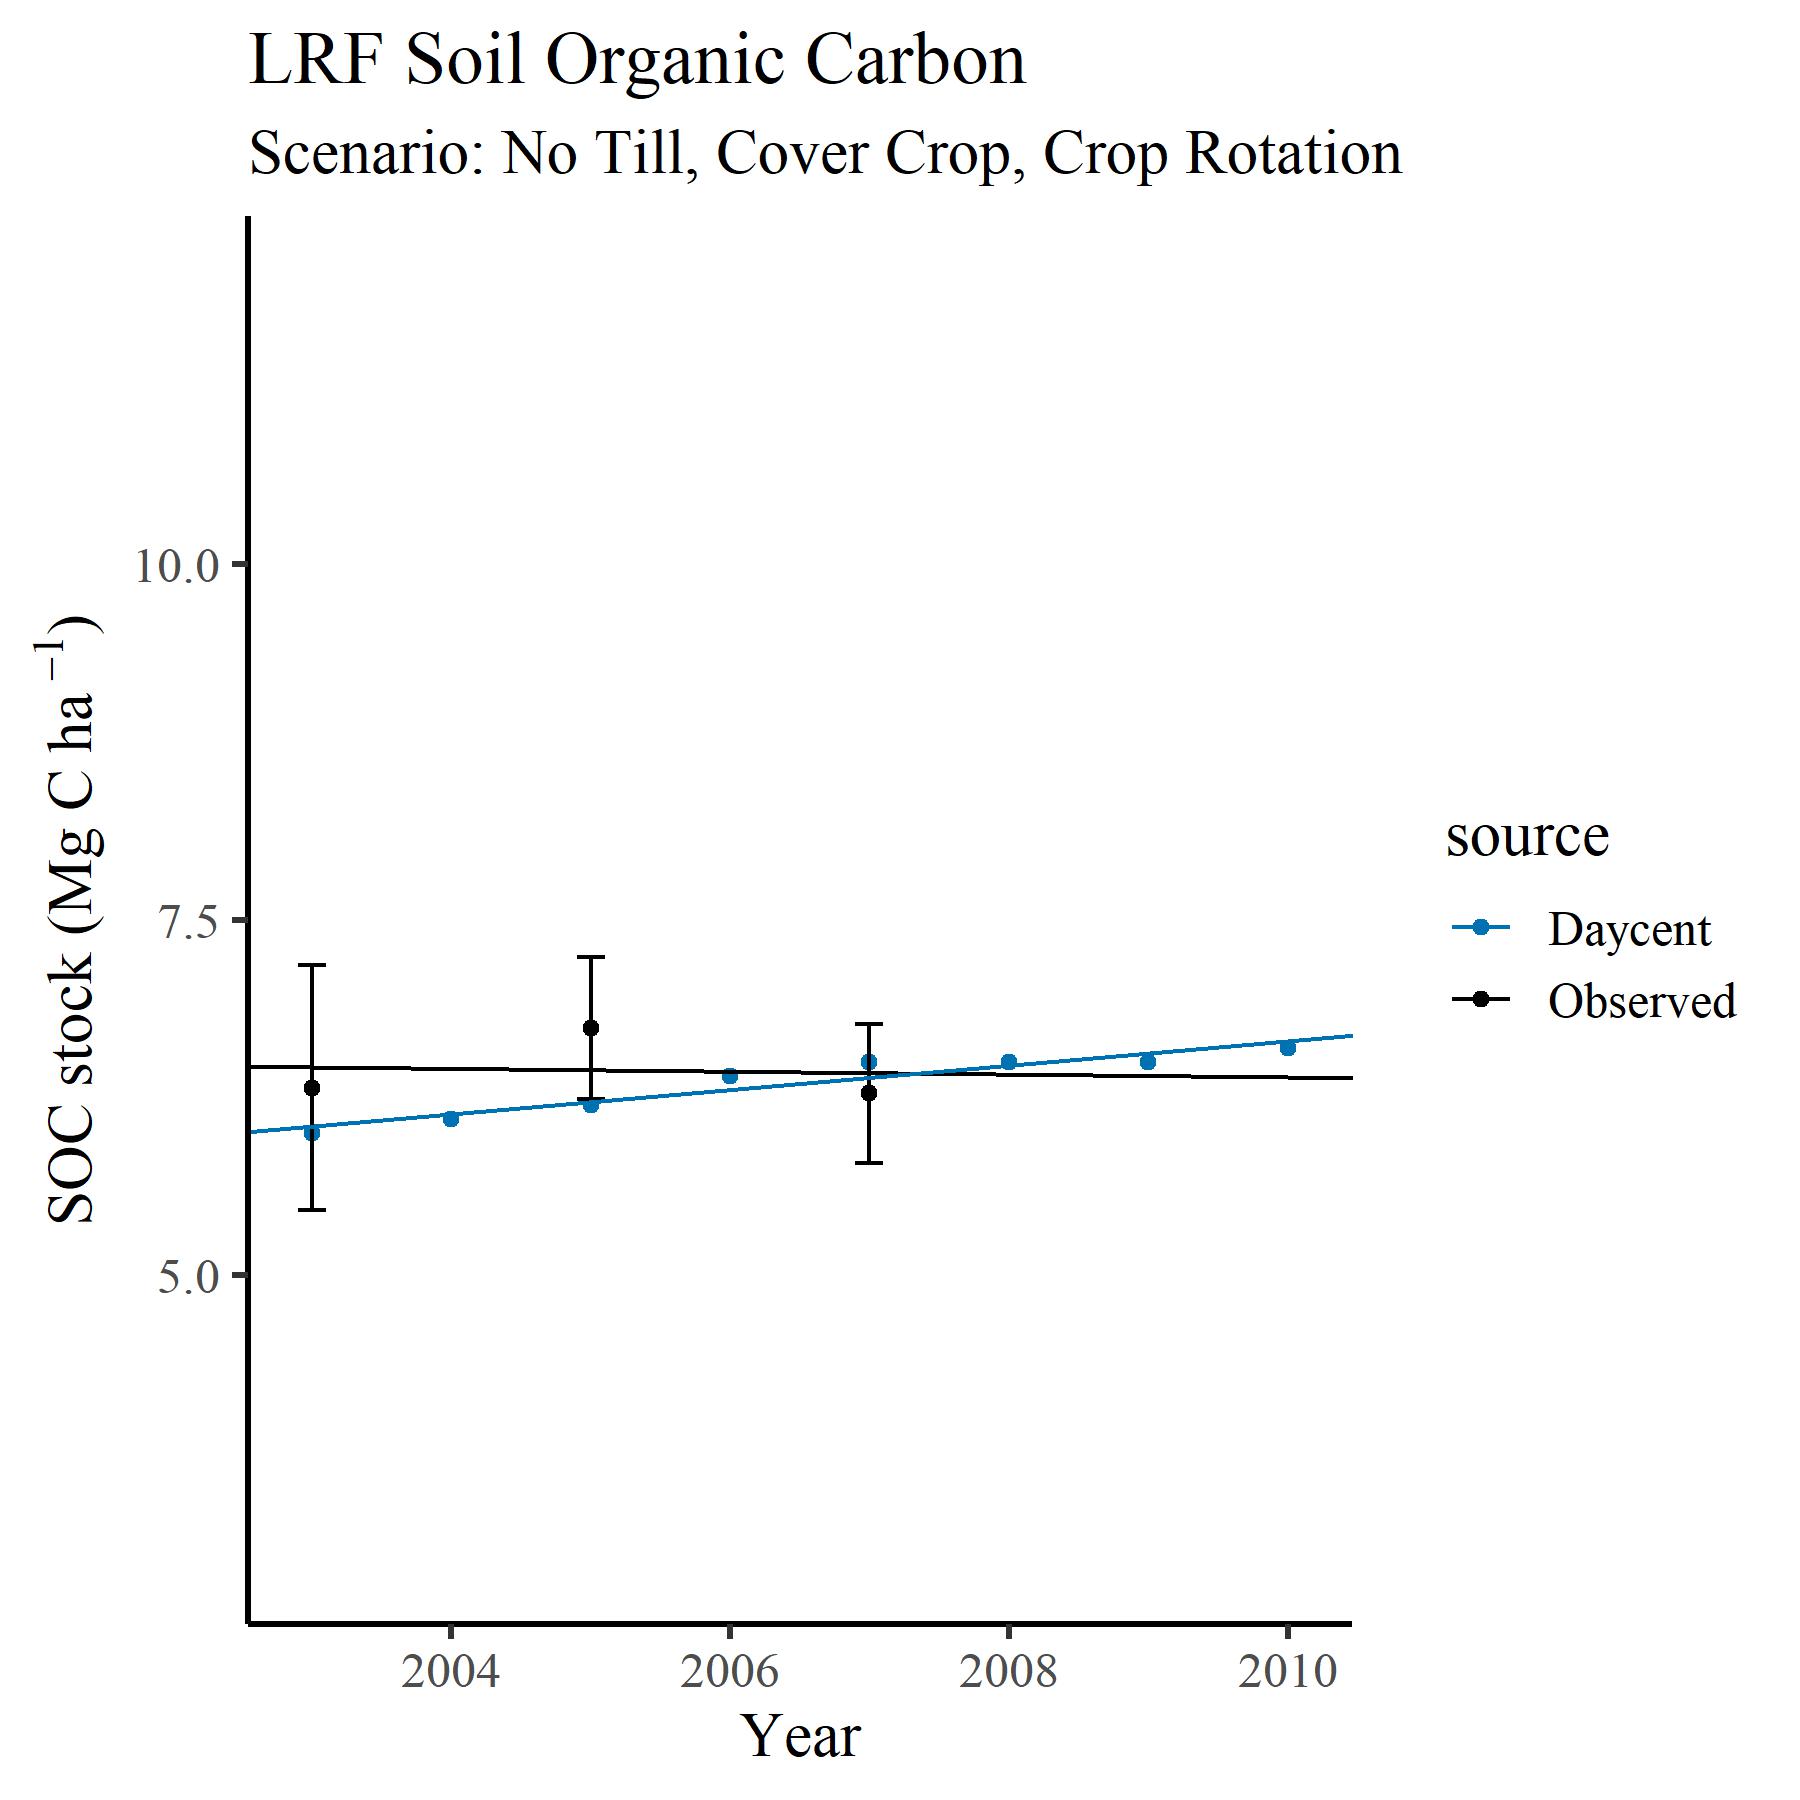 LRF Soil Organic Carbon
Scenario: No Till, Cover Crop, Crop Rotation
SOC stock (Mg C ha⁻¹)
10.0
7.5
5.0
2004 2006 2008 2010
Year
source
Daycent
Observed